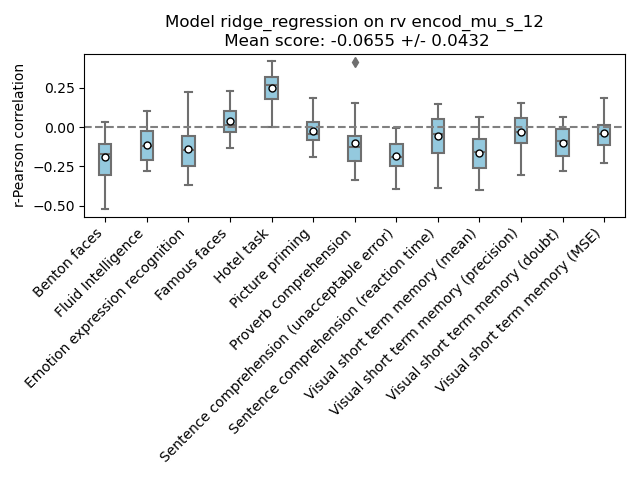 Model ridge_regression on rv encod_mu_s_12
Mean score: -0.0655 +/- 0.0432
r-Pearson correlation
0.25
0.00
−0.25
−0.50
Benton faces
Fluid Intelligence
Emotion expression recognition
Famous faces
Hotel task
Picture priming
Proverb comprehension
Sentence comprehension (unacceptable error)
Sentence comprehension (reaction time)
Visual short term memory (mean)
Visual short term memory (precision)
Visual short term memory (doubt)
Visual short term memory (MSE)